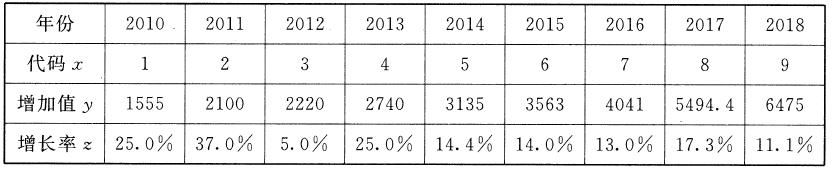 年份 2010 2011 2012 2013 2014 2015 2016 2017 2018
代码 x 1 2 3 4 5 6 7 8 9
增加值 y 1555 2100 2220 2740 3135 3563 4041 5494.4 6475
增长率 z 25.0% 37.0% 5.0% 25.0% 14.4% 14.0% 13.0% 17.3% 11.1%